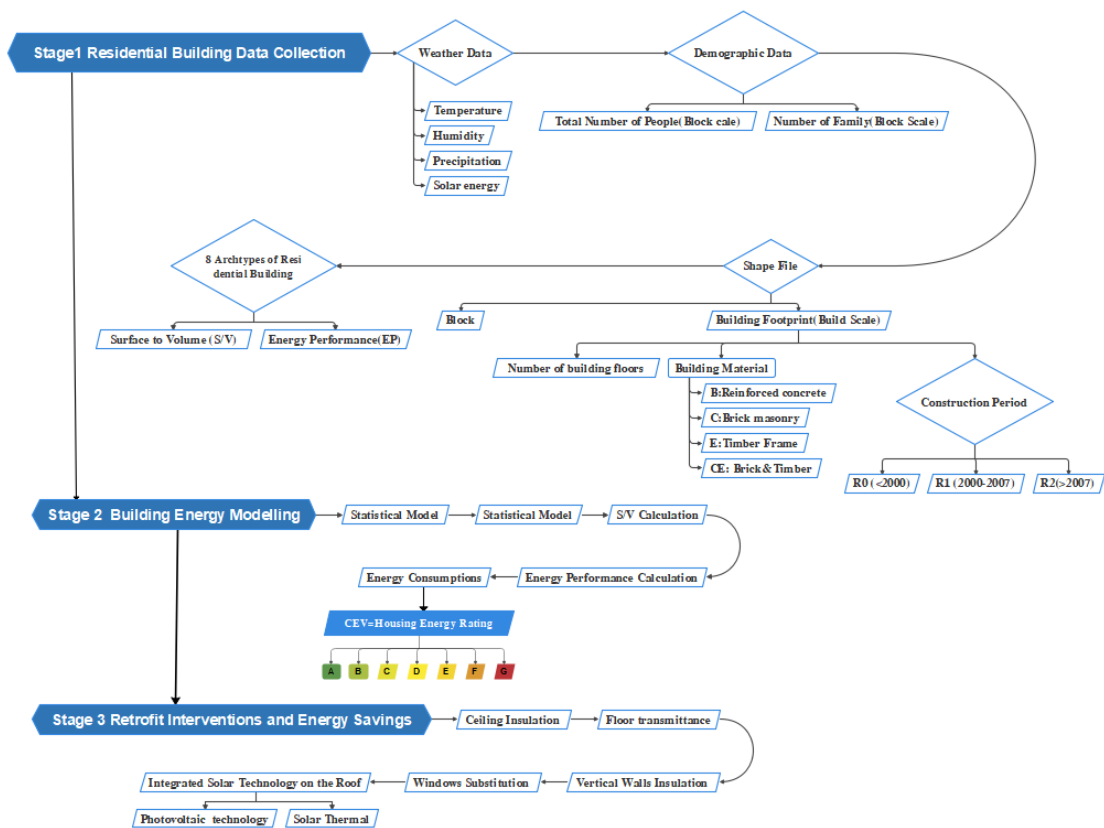 Stage1 Residential Building Data Collection
Weather Data
Demographic Data
Temperature
Humidity
Precipitation
Solar energy
Total Number of People(Block cale)
Number of Family(Block Scale)
8 Archtypes of Resi
dential Building
Shape File
Surface to Volume (S/V)
Energy Performance(EP)
Block
Building Footprint(Build Scale)
Number of building floors
Building Material
B:Reinforced concrete
C:Brick masonry
E:Timber Frame
CE: Brick&Timber
Construction Period
R0 (<2000)
R1 (2000-2007)
R2(>2007)
Stage 2 Building Energy Modelling
Statistical Model
Statistical Model
S/V Calculation
Energy Performance Calculation
Energy Consumptions
CEV=Housing Energy Rating
A
B
C
D
E
F
G
Stage 3 Retrofit Interventions and Energy Savings
Ceiling Insulation
Floor transmittance
Vertical Walls Insulation
Windows Substitution
Integrated Solar Technology on the Roof
Photovoltaic technology
Solar Thermal